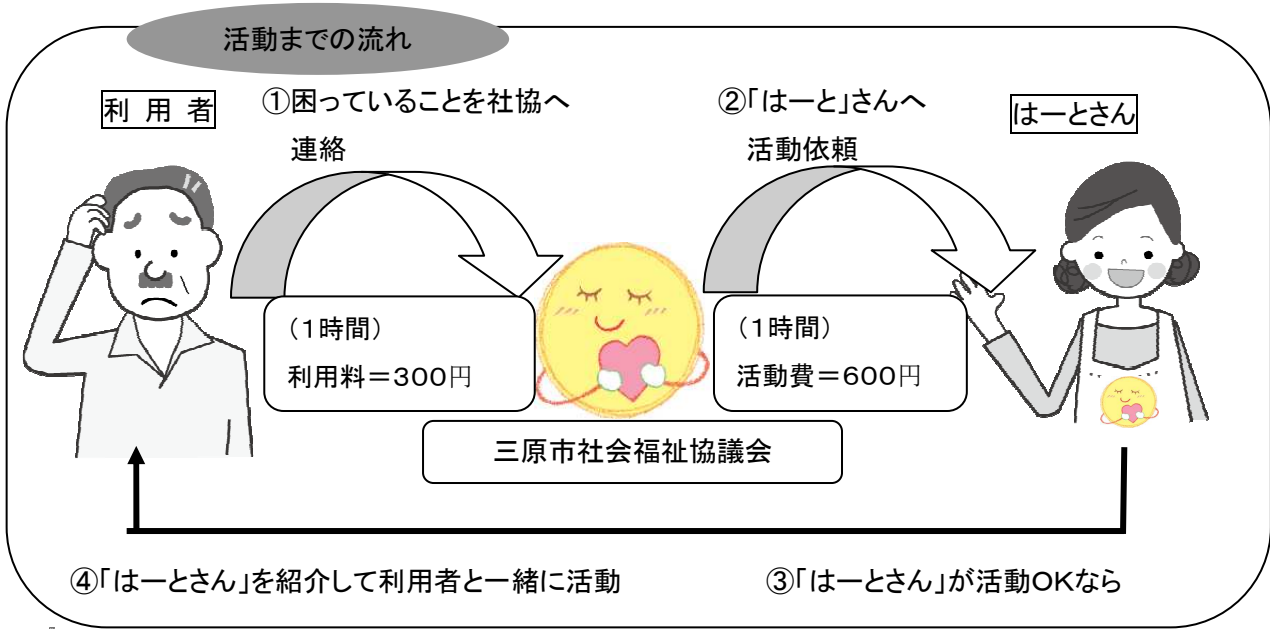 活動までの流れ
利用者
①困っていることを社協へ
連絡
②「はーと」さんへ
活動依頼
はーとさん
(1時間)
利用料=300円
(1時間)
活動費=600円
三原市社会福祉協議会
④「はーとさん」を紹介して利用者と一緒に活動
③「はーとさん」が活動OKなら